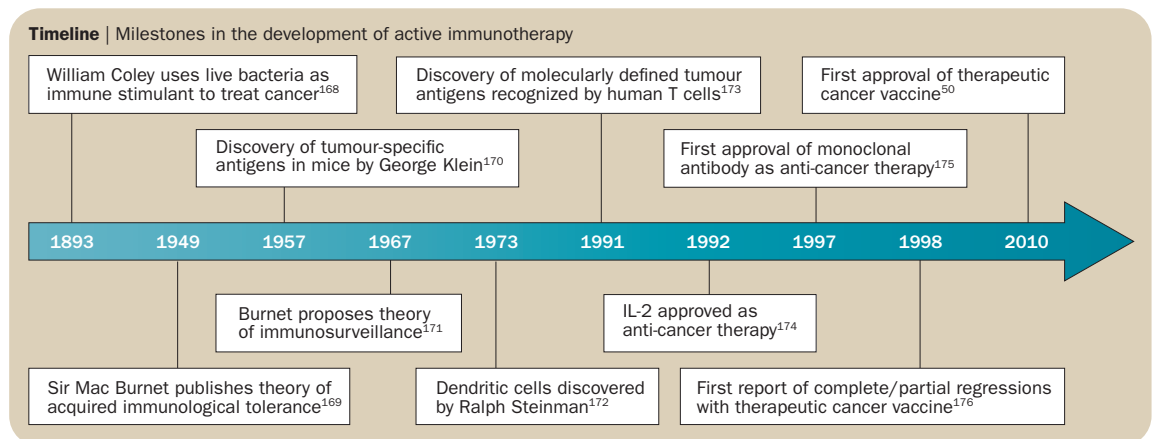 Timeline | Milestones in the development of active immunotherapy
William Coley uses live bacteria as
immune stimulant to treat cancer168
Discovery of molecularly defined tumour
antigens recognized by human T cells173
First approval of therapeutic
cancer vaccine50
Discovery of tumour-specific
antigens in mice by George Klein170
First approval of monoclonal
antibody as anti-cancer therapy175
1893 1949 1957 1967 1973 1991 1992 1997 1998 2010
Burnet proposes theory
of immunosurveillance171
IL-2 approved as
anti-cancer therapy174
Sir Mac Burnet publishes theory of
acquired immunological tolerance169
Dendritic cells discovered
by Ralph Steinman172
First report of complete/partial regressions
with therapeutic cancer vaccine176